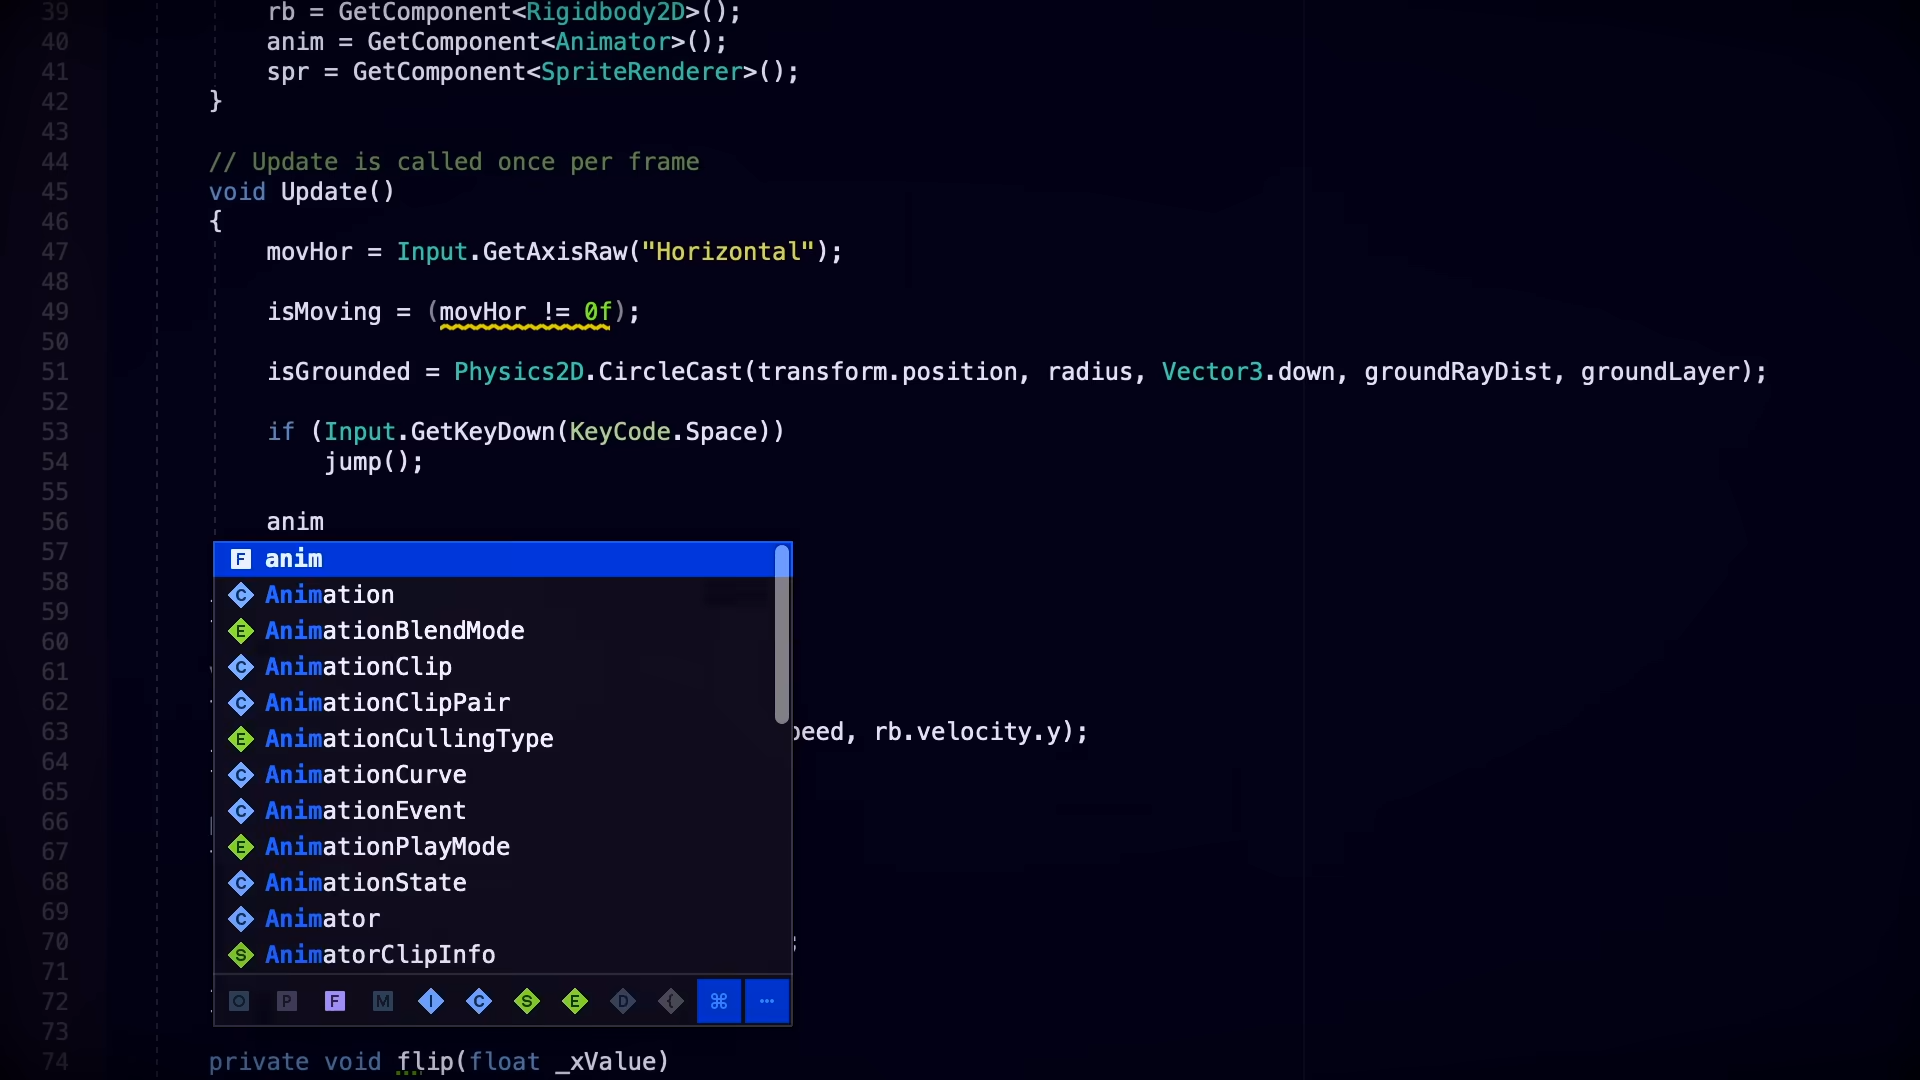 39 rb = GetComponent<Rigidbody2D>();
40 anim = GetComponent<Animator>();
41 spr = GetComponent<SpriteRenderer>();
42 }
43
44 // Update is called once per frame
45 void Update()
46 {
47 movHor = Input.GetAxisRaw("Horizontal");
48
49 isMoving = (movHor != 0f);
50
51 isGrounded = Physics2D.CircleCast(transform.position, radius, Vector3.down, groundRayDist, groundLayer);
52
53 if (Input.GetKeyDown(KeyCode.Space))
54 jump();
55
56 anim
57 F anim
58 C Animation
59 E AnimationBlendMode
60
61 C AnimationClip
62 C AnimationClipPair
63 E AnimationCullingType peed, rb.velocity.y);
64
65 C AnimationCurve
66 C AnimationEvent
67 E AnimationPlayMode
68 C AnimationState
69 C Animator
70 S AnimatorClipInfo ;
71
72 O P F M I C S E D { ⌘ ...
73
74 private void flip(float _xValue)